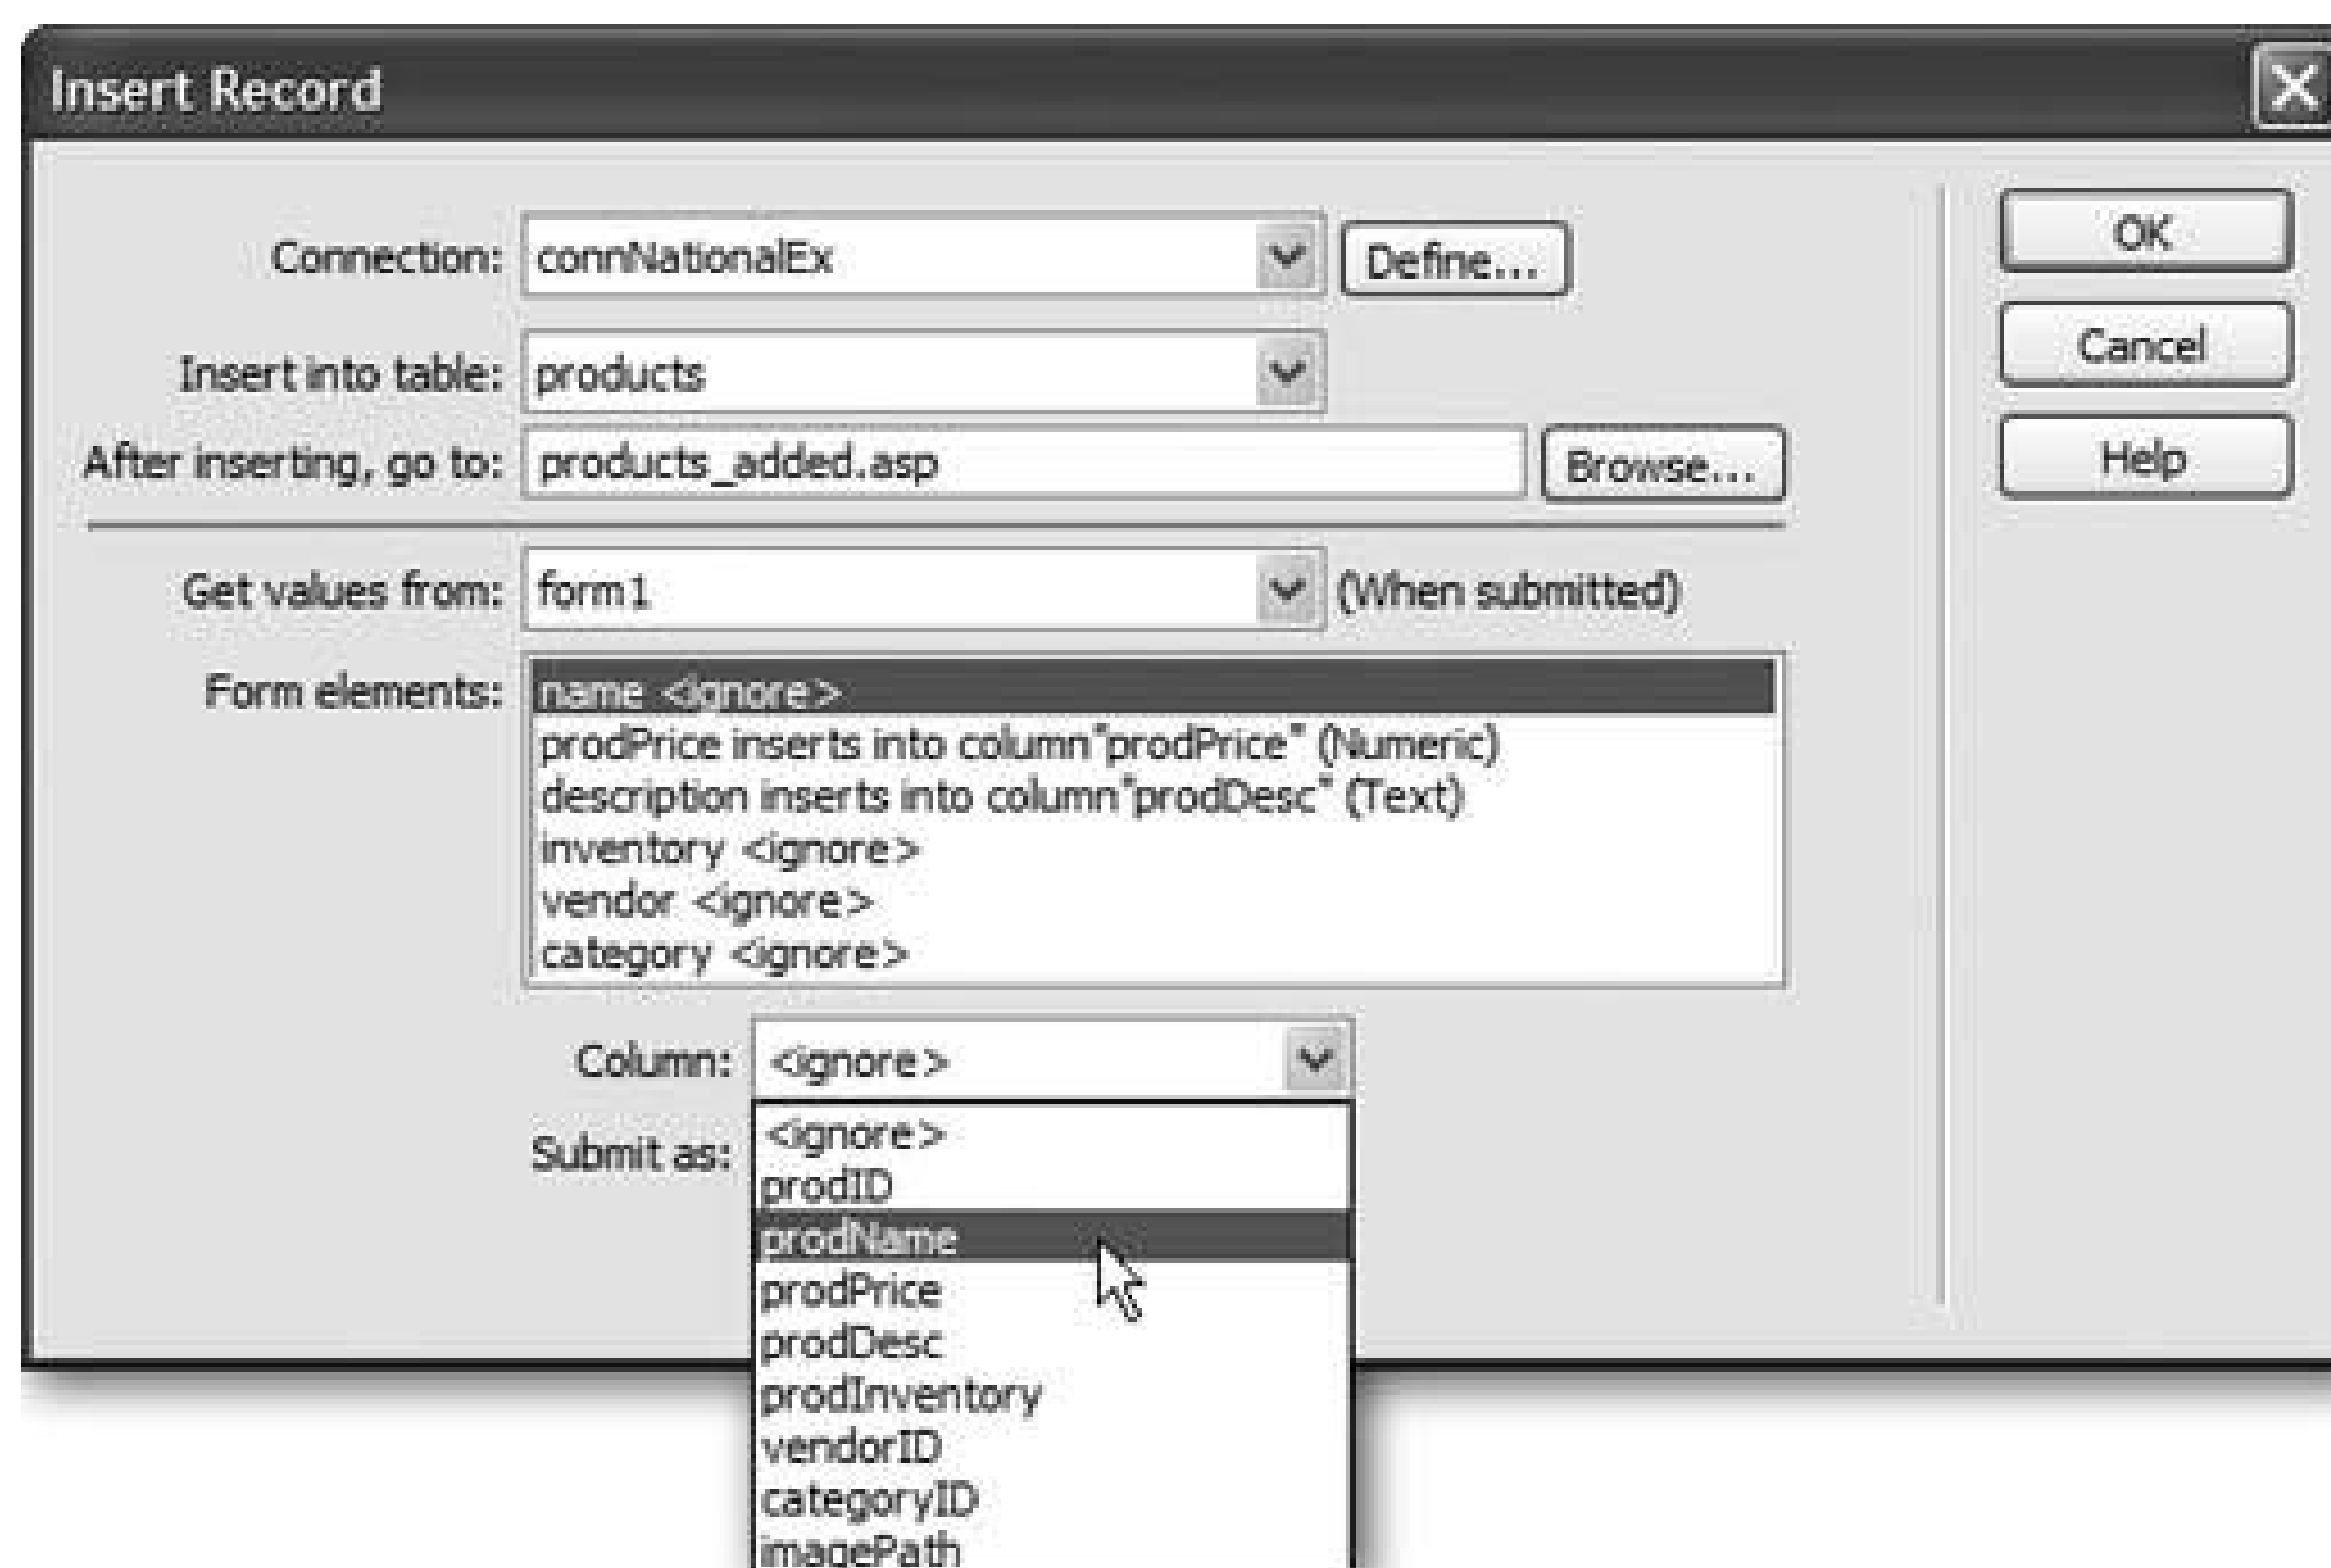 Insert Record
Connection: connNationalEx Define...
OK
Insert into table: products
Cancel
After inserting, go to: products_added.asp Browse...
Help
Get values from: form1 (When submitted)
Form elements: name <ignore>
prodPrice inserts into column"prodPrice" (Numeric)
description inserts into column"prodDesc" (Text)
inventory <ignore>
vendor <ignore>
category <ignore>
Column: <ignore>
<ignore>
Submit as:
prodID
prodName
prodPrice
prodDesc
prodInventory
vendorID
categoryID
imagePath